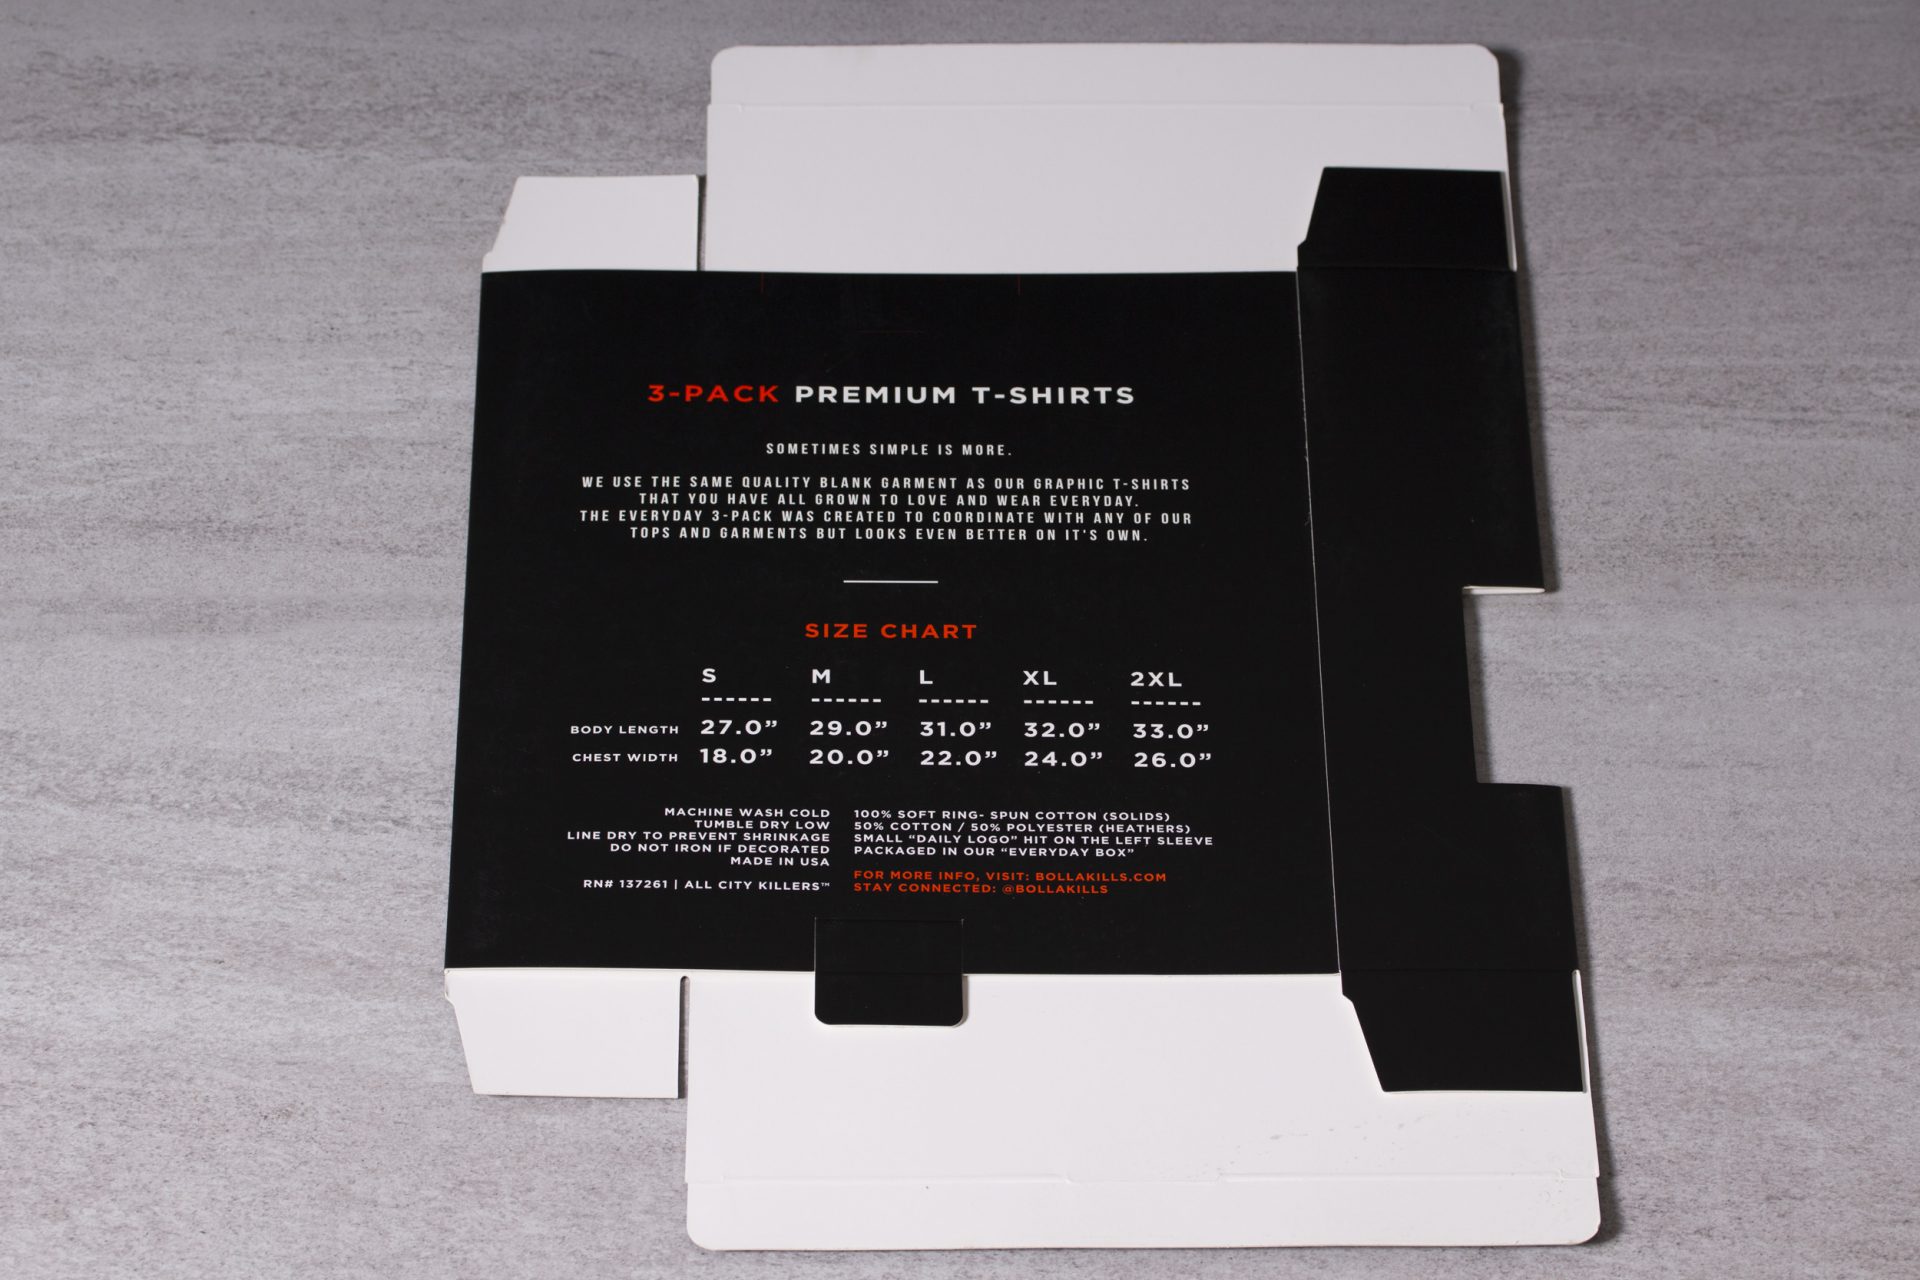 3-PACK PREMIUM T-SHIRTS
SOMETIMES SIMPLE IS MORE.
WE USE THE SAME QUALITY BLANK GARMENT AS OUR GRAPHIC T-SHIRTS
THAT YOU HAVE ALL GROWN TO LOVE AND WEAR EVERYDAY.
THE EVERYDAY 3-PACK WAS CREATED TO COORDINATE WITH ANY OF OUR
TOPS AND GARMENTS BUT LOOKS EVEN BETTER ON IT'S OWN.
SIZE CHART
S M L XL 2XL
------ ------ ------ ------ ------
BODY LENGTH 27.0” 29.0” 31.0” 32.0” 33.0”
CHEST WIDTH 18.0” 20.0” 22.0” 24.0” 26.0”
MACHINE WASH COLD
TUMBLE DRY LOW
LINE DRY TO PREVENT SHRINKAGE
DO NOT IRON IF DECORATED
MADE IN USA
RN# 137261 | ALL CITY KILLERS™
100% SOFT RING- SPUN COTTON (SOLIDS)
50% COTTON / 50% POLYESTER (HEATHERS)
SMALL “DAILY LOGO” HIT ON THE LEFT SLEEVE
PACKAGED IN OUR “EVERYDAY BOX”
FOR MORE INFO, VISIT: BOLLAKILLS.COM
STAY CONNECTED: @BOLLAKILLS